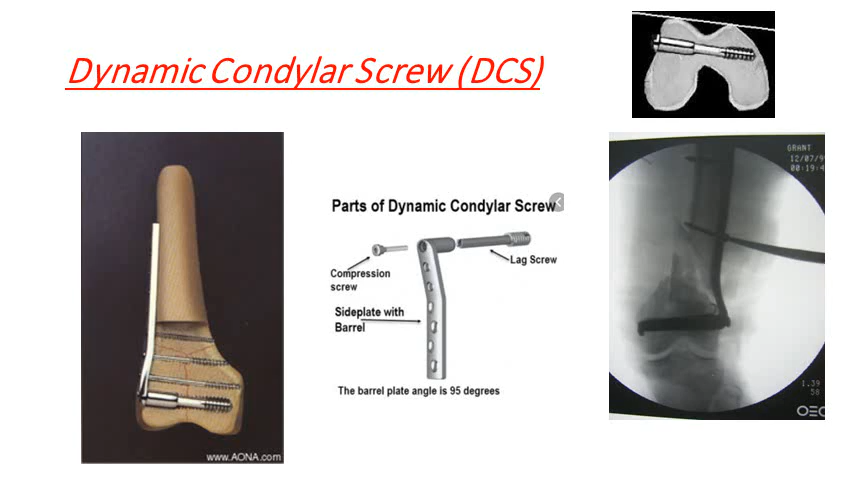 Dynamic Condylar Screw (DCS)
GRANT
12/07/9
00:19:4
Parts of Dynamic Condylar Screw
Compression
screw
Lag Screw
Sideplate with
Barrel
The barrel plate angle is 95 degrees
1.39
58
OEC
www.AONA.com